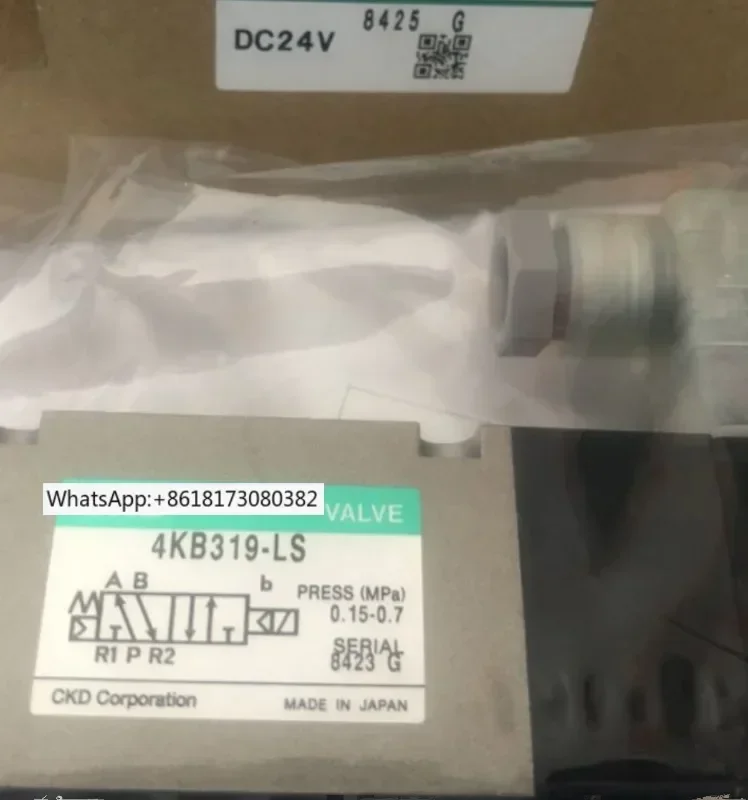 DC24V
8425 G
WhatsApp:+8618173080382
VALVE
4KB319-LS
A B
b
PRESS (MPa)
0.15-0.7
R1 P R2
SERIAL
8423 G
CKD Corporation
MADE IN JAPAN